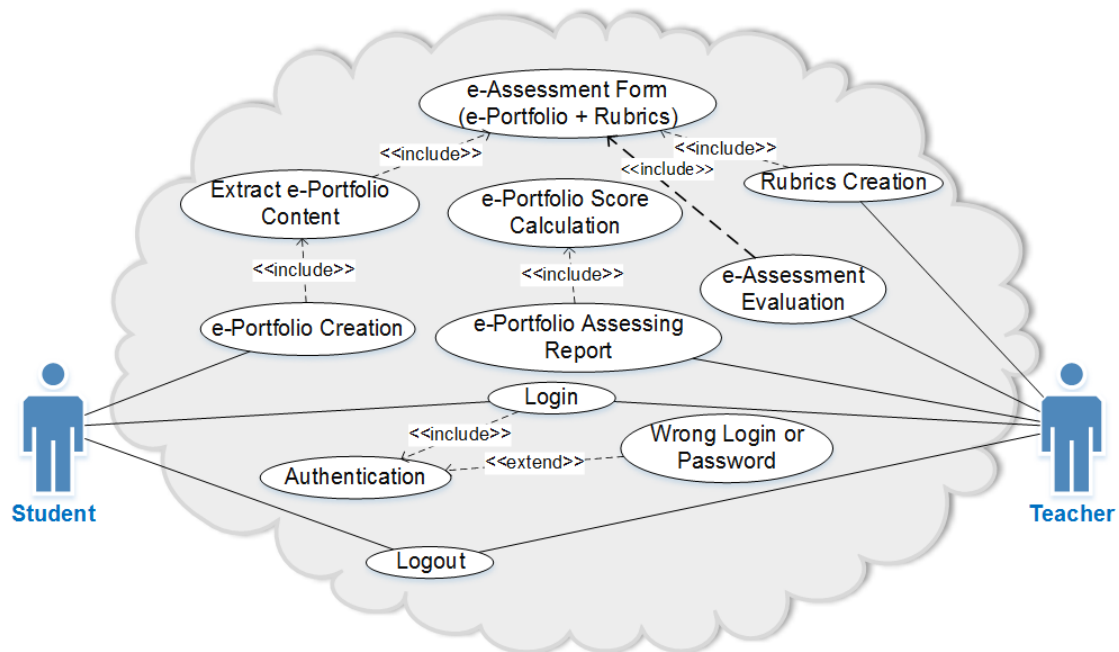 e-Assessment Form
(e-Portfolio + Rubrics)
<<include>>
<<include>>
<<include>>
Extract e-Portfolio
Content
e-Portfolio Score
Calculation
Rubrics Creation
<<include>>
<<include>>
e-Assessment
Evaluation
e-Portfolio Creation
e-Portfolio Assessing
Report
Login
<<include>>
Wrong Login or
Password
<<extend>>
Authentication
Student
Teacher
Logout